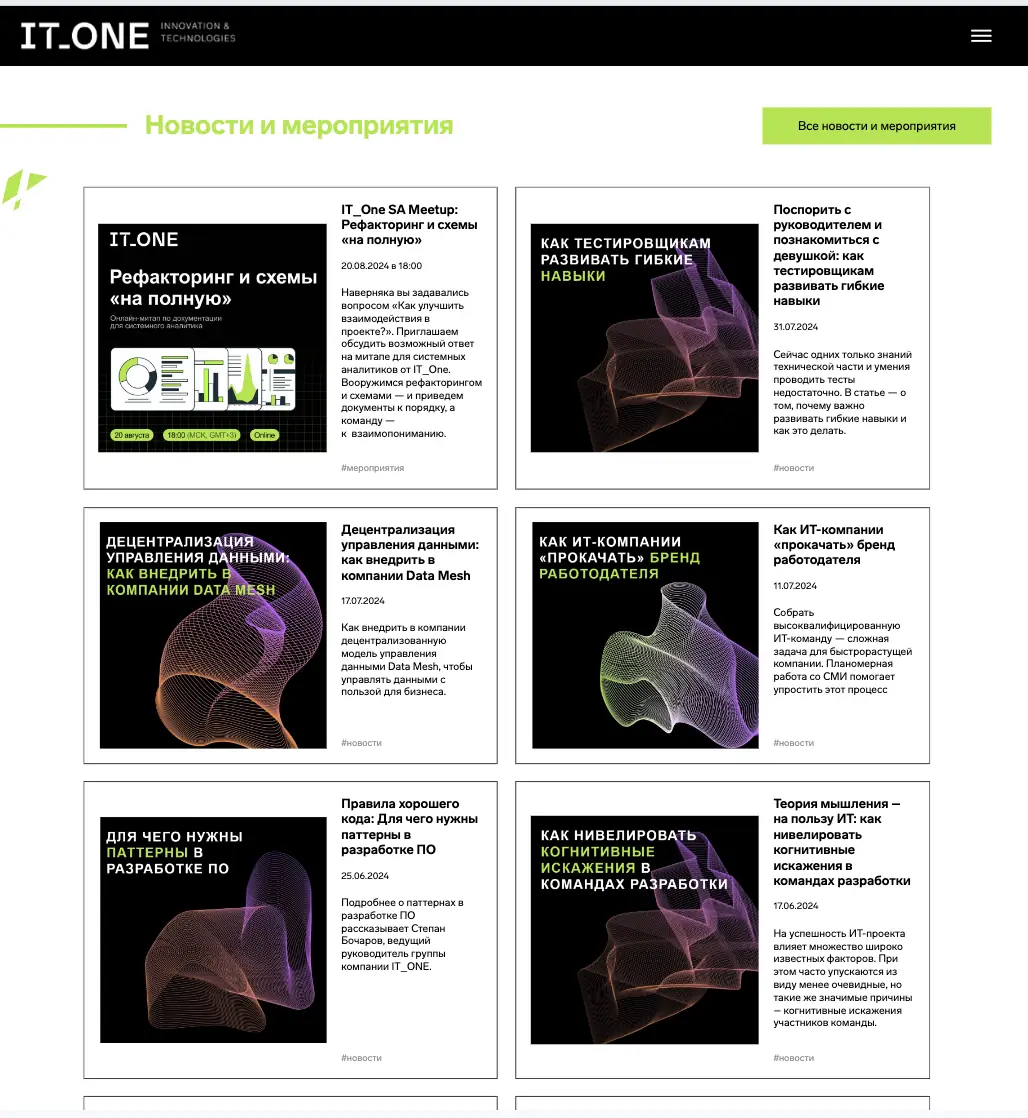 IT_ONE
INNOVATION &
TECHNOLOGIES
Новости и мероприятия
Все новости и мероприятия
IT_ONE
Рефакторинг и схемы
«на полную»
Онлайн-митап по документации
для системного аналитика
20 августа
18:00 (МСК, GMT+3)
Online
IT_One SA Meetup:
Рефакторинг и схемы
«на полную»
20.08.2024 в 18:00
Наверняка вы задавались
вопросом «Как улучшить
взаимодействия в
проекте?». Приглашаем
обсудить возможный ответ
на митапе для системных
аналитиков от IT_One.
Вооружимся рефакторингом
и схемами — и приведем
документы к порядку, а
команду —
к взаимопониманию.
#мероприятия
КАК ТЕСТИРОВЩИКАМ
РАЗВИВАТЬ ГИБКИЕ
НАВЫКИ
Поспорить с
руководителем и
познакомиться с
девушкой: как
тестировщикам
развивать гибкие
навыки
31.07.2024
Сейчас одних только знаний
технической части и умения
проводить тесты
недостаточно. В статье — о
том, почему важно
развивать гибкие навыки и
как это делать.
#новости
ДЕЦЕНТРАЛИЗАЦИЯ
УПРАВЛЕНИЯ ДАННЫМИ:
КАК ВНЕДРИТЬ В
КОМПАНИИ DATA MESH
Децентрализация
управления данными:
как внедрить в
компании Data Mesh
17.07.2024
Как внедрить в компании
децентрализованную
модель управления
данными Data Mesh, чтобы
управлять данными с
пользой для бизнеса.
#новости
КАК ИТ-КОМПАНИИ
«ПРОКАЧАТЬ» БРЕНД
РАБОТОДАТЕЛЯ
Как ИТ-компании
«прокачать» бренд
работодателя
11.07.2024
Собрать
высоквалифицированную
ИТ-команду — сложная
задача для быстрорастущей
компании. Планомерная
работа со СМИ помогает
упростить этот процесс
#новости
ДЛЯ ЧЕГО НУЖНЫ
ПАТТЕРНЫ В
РАЗРАБОТКЕ ПО
Правила хорошего
кода: Для чего нужны
паттерны в
разработке ПО
25.06.2024
Подробнее о паттернах в
разработке ПО
рассказывает Степан
Бочаров, ведущий
руководитель группы
компании IT_ONE.
#новости
КАК НИВЕЛИРОВАТЬ
КОГНИТИВНЫЕ
ИСКАЖЕНИЯ В
КОМАНДАХ РАЗРАБОТКИ
Теория мышления –
на пользу ИТ: как
нивелировать
когнитивные
искажения в
командах разработки
17.06.2024
На успешность ИТ-проекта
влияет множество широко
известных факторов. При
этом часто упускаются из
виду менее очевидные, но
такие же значимые причины
– когнитивные искажения
участников команды.
#новости